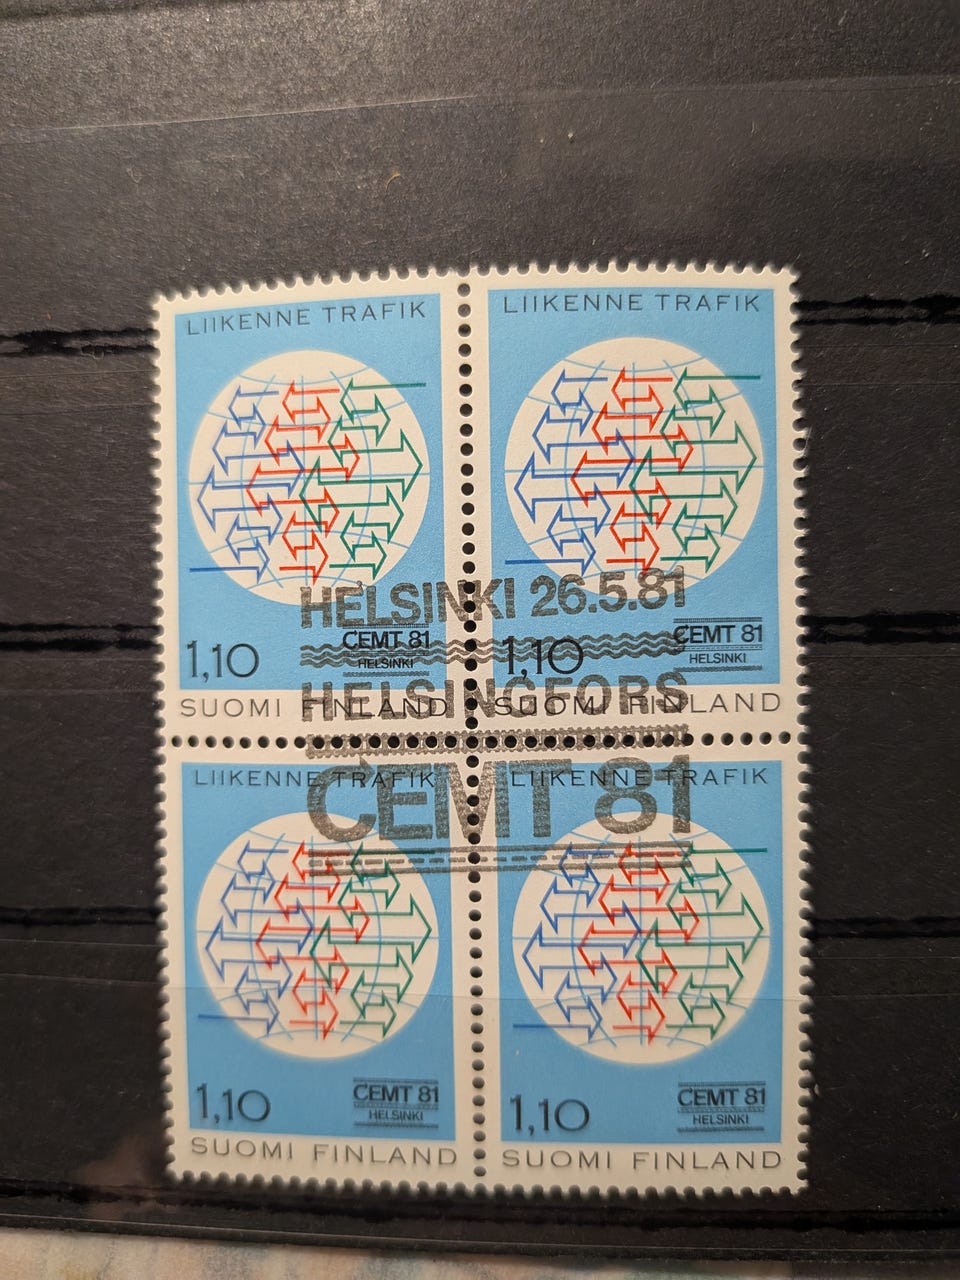 LIIKENNE TRAFIK
LIIKENNE TRAFIK
HELSINKI 26.5.81
1,10
CEMT 81
HELSINKI
1,10
CEMT 81
HELSINKI
HELSINGFORS
SUOMI FINLAND
SUOMI FINLAND
CEMT 81
LIIKENNE TRAFIK
LIIKENNE TRAFIK
1,10
CEMT 81
HELSINKI
1,10
CEMT 81
HELSINKI
SUOMI FINLAND
SUOMI FINLAND